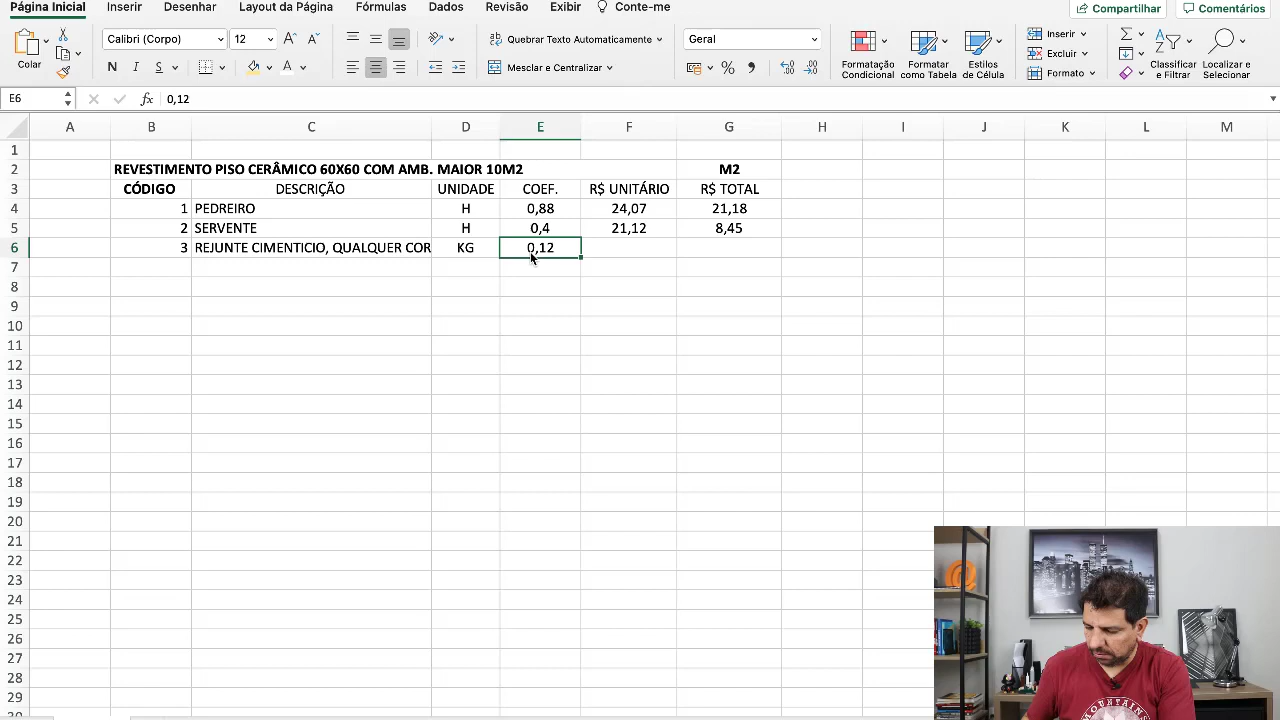 Página Inicial Inserir Desenhar Layout da Página Fórmulas Dados Revisão Exibir Conte-me Compartilhar Comentários
Colar Calibri (Corpo) 12 Quebrar Texto Automaticamente Geral Inserir
N I S A Mescla e Centralizar % Excluir
Formatação Condicional Formatar como Tabela Estilos de Célula Formato Classificar e Filtrar Localizar e Selecionar
E6 fx 0,12
A B C D E F G H I J K L M
1
2 REVESTIMENTO PISO CERÂMICO 60X60 COM AMB. MAIOR 10M2 M2
3 CÓDIGO DESCRIÇÃO UNIDADE COEF. R$ UNITÁRIO R$ TOTAL
4 1 PEDREIRO H 0,88 24,07 21,18
5 2 SERVENTE H 0,4 21,12 8,45
6 3 REJUNTE CIMENTICIO, QUALQUER COR KG 0,12
7
8
9
10
11
12
13
14
15
16
17
18
19
20
21
22
23
24
25
26
27
28
29
MOUNTAINS